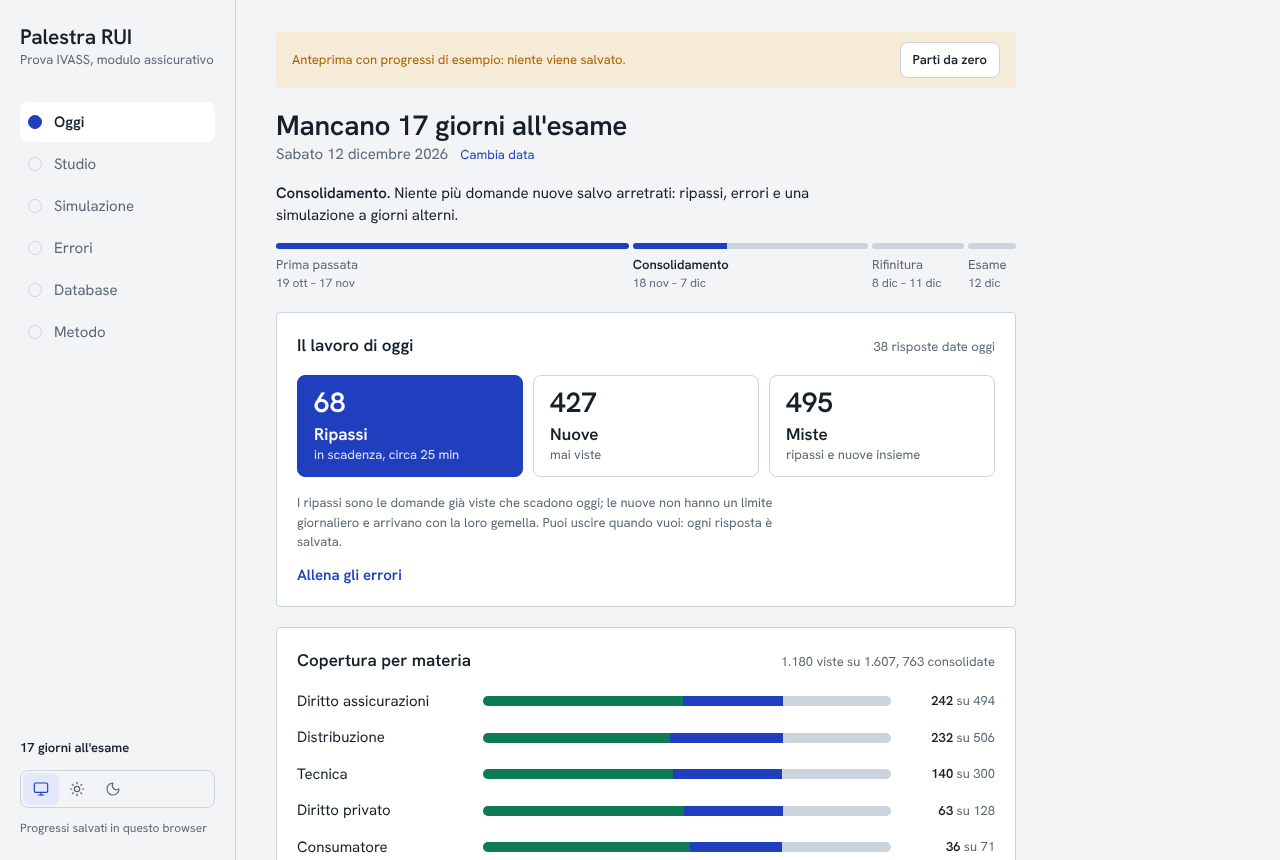 Palestra RUI
Prova IVASS, modulo assicurativo
Oggi
Studio
Simulazione
Errori
Database
Metodo
17 giorni all'esame
Progressi salvati in questo browser
Anteprima con progressi di esempio: niente viene salvato.
Parti da zero
Mancano 17 giorni all'esame
Sabato 12 dicembre 2026 Cambia data
Consolidamento. Niente più domande nuove salvo arretrati: ripassi, errori e una
simulazione a giorni alterni.
Prima passata
19 ott – 17 nov
Consolidamento
18 nov – 7 dic
Rifinitura
8 dic – 11 dic
Esame
12 dic
Il lavoro di oggi
38 risposte date oggi
68
Ripassi
in scadenza, circa 25 min
427
Nuove
mai viste
495
Miste
ripassi e nuove insieme
I ripassi sono le domande già viste che scadono oggi; le nuove non hanno un limite
giornaliero e arrivano con la loro gemella. Puoi uscire quando vuoi: ogni risposta è
salvata.
Allena gli errori
Copertura per materia
1.180 viste su 1.607, 763 consolidate
Diritto assicurazioni
242 su 494
Distribuzione
232 su 506
Tecnica
140 su 300
Diritto privato
63 su 128
Consumatore
36 su 71